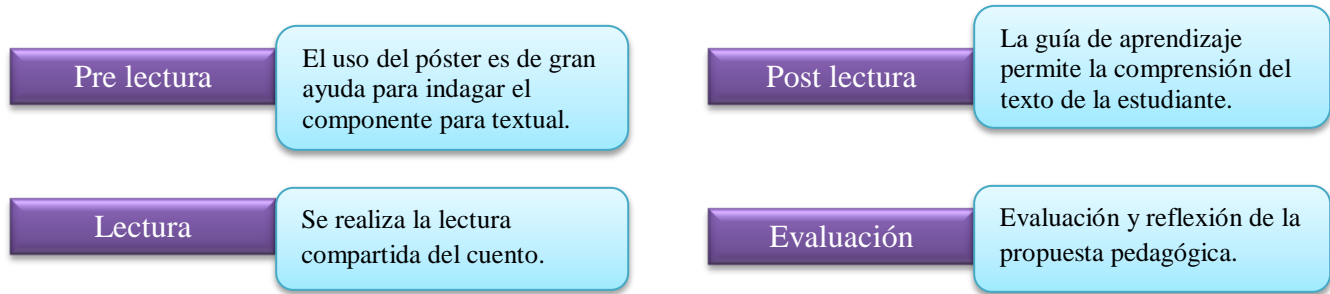 Pre lectura
El uso del póster es de gran
ayuda para indagar el
componente para textual.
Lectura
Se realiza la lectura
compartida del cuento.
Post lectura
La guía de aprendizaje
permite la comprensión del
texto de la estudiante.
Evaluación
Evaluación y reflexión de la
propuesta pedagógica.